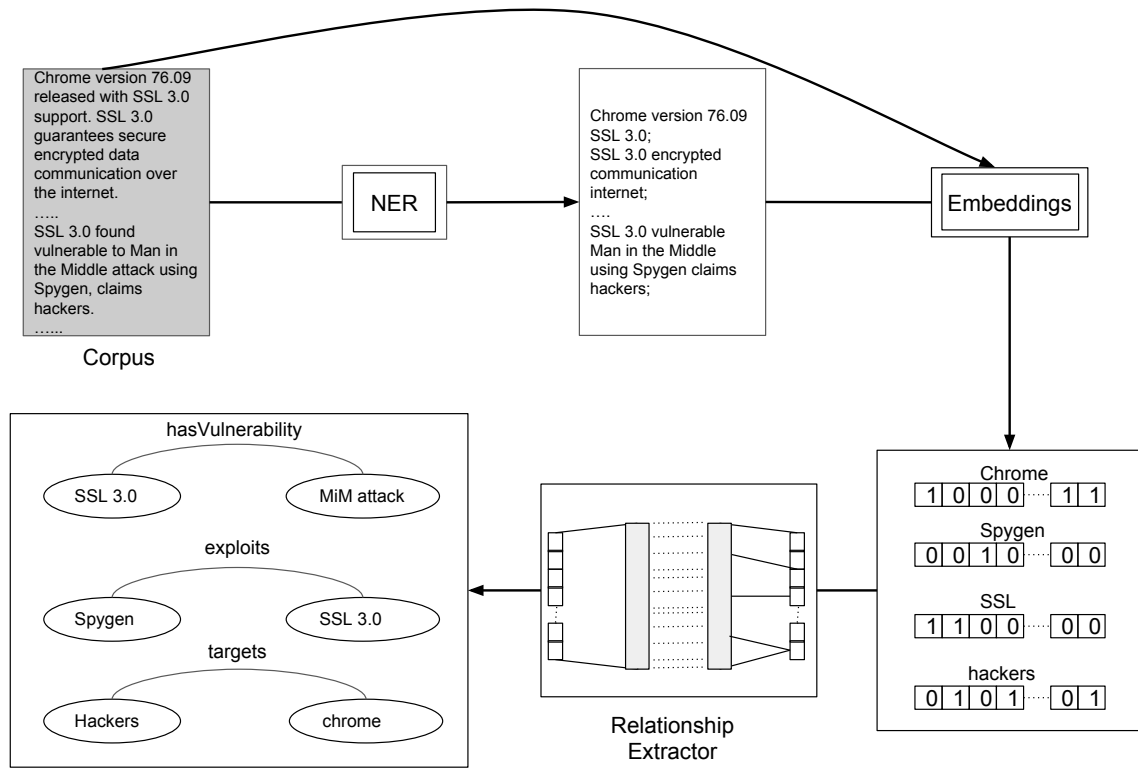 Chrome version 76.09
released with SSL 3.0
support. SSL 3.0
guarantees secure
encrypted data
communication over
the internet.
…..
SSL 3.0 found
vulnerable to Man in
the Middle attack using
Spygen, claims
hackers.
…...
Corpus
NER
Chrome version 76.09
SSL 3.0;
SSL 3.0 encrypted
communication
internet;
….
SSL 3.0 vulnerable
Man in the Middle
using Spygen claims
hackers;
Embeddings
hasVulnerability
SSL 3.0
MiM attack
exploits
Spygen
SSL 3.0
targets
Hackers
chrome
Relationship
Extractor
Chrome
1 0 0 0 1 1
Spygen
0 0 1 0 0 0
SSL
1 1 0 0 0 0
hackers
0 1 0 1 0 1